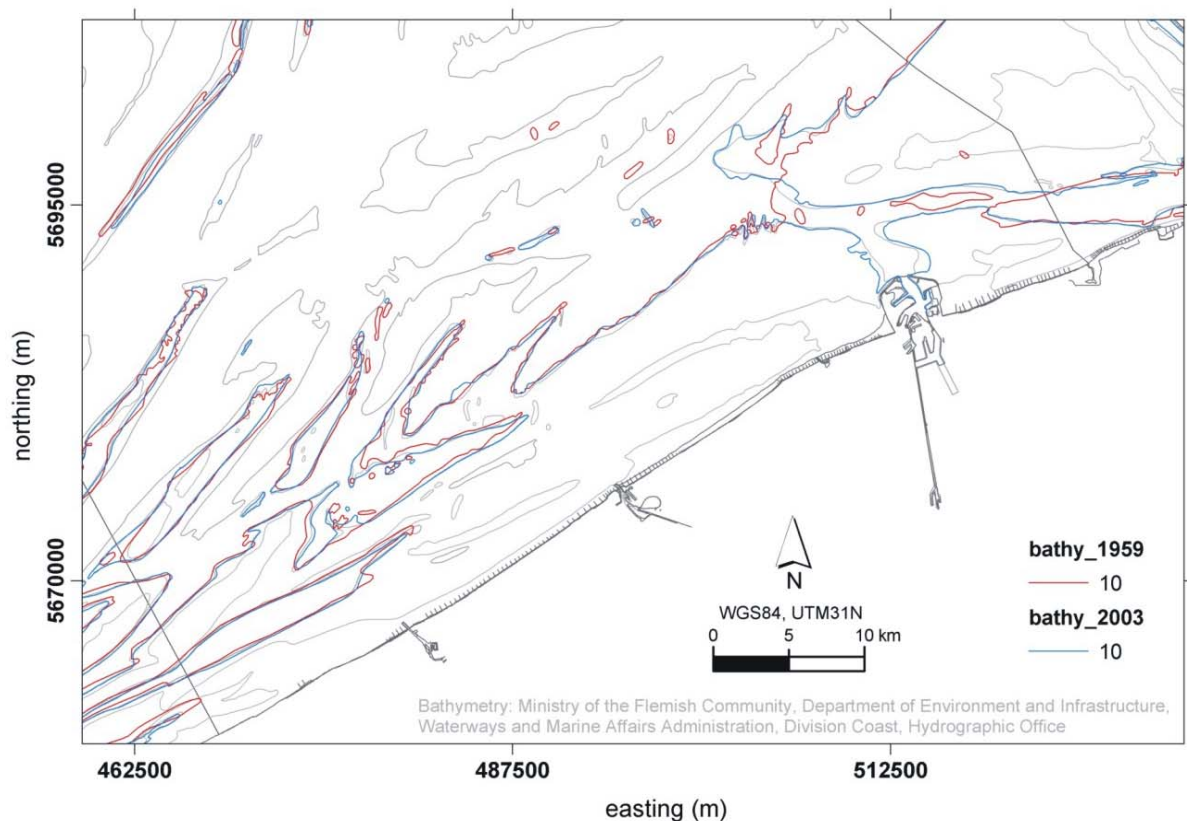 5695000
northing (m)
5670000
N
WGS84, UTM31N
0 5 10 km
bathy_1959
10
bathy_2003
10
Bathymetry: Ministry of the Flemish Community, Department of Environment and Infrastructure,
Waterways and Marine Affairs Administration, Division Coast, Hydrographic Office
462500 487500 512500
easting (m)